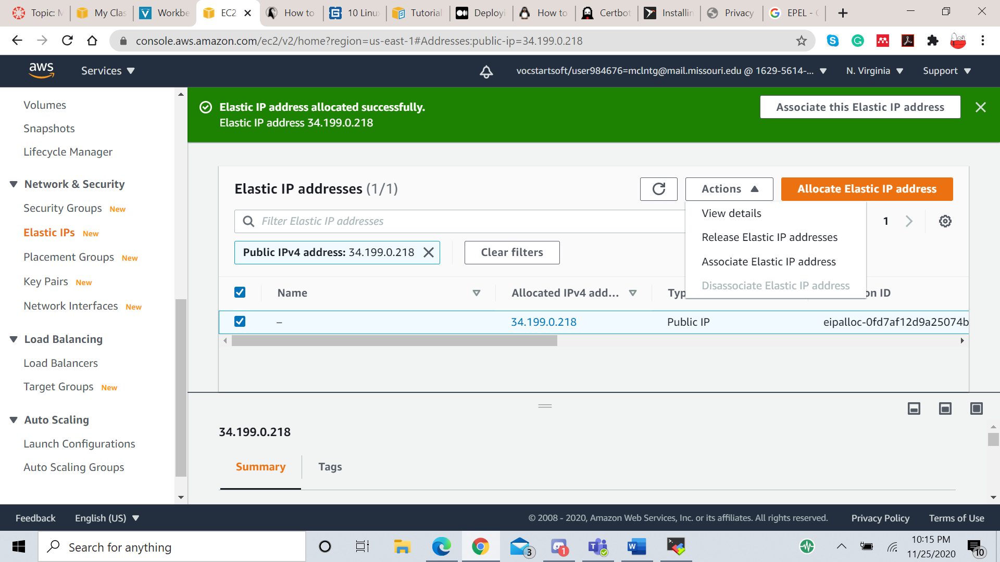 Topic: M
My Clas
Workbe
EC2
How to
10 Linux
Tutorial
Deployi
How to
Certbot
Installin
Privacy
EPEL - C
console.aws.amazon.com/ec2/v2/home?region=us-east-1#Addresses:public-ip=34.199.0.218
aws
Services
vocstartsoft/user984676=mclntg@mail.missouri.edu @ 1629-5614-...
N. Virginia
Support
Volumes
Snapshots
Lifecycle Manager
Network & Security
Security Groups New
Elastic IPs New
Placement Groups New
Key Pairs New
Network Interfaces New
Load Balancing
Load Balancers
Target Groups New
Auto Scaling
Launch Configurations
Auto Scaling Groups
Elastic IP address allocated successfully.
Elastic IP address 34.199.0.218
Associate this Elastic IP address
Elastic IP addresses (1/1)
Actions
Allocate Elastic IP address
View details
Release Elastic IP addresses
Associate Elastic IP address
Disassociate Elastic IP address
Filter Elastic IP addresses
1
Public IPv4 address: 34.199.0.218
Clear filters
Name
Allocated IPv4 add...
Typ
on ID
–
34.199.0.218
Public IP
eipalloc-0fd7af12d9a25074b
34.199.0.218
Summary
Tags
Feedback
English (US)
© 2008 - 2020, Amazon Web Services, Inc. or its affiliates. All rights reserved.
Privacy Policy
Terms of Use
Search for anything
3
1
10:15 PM
11/25/2020
10